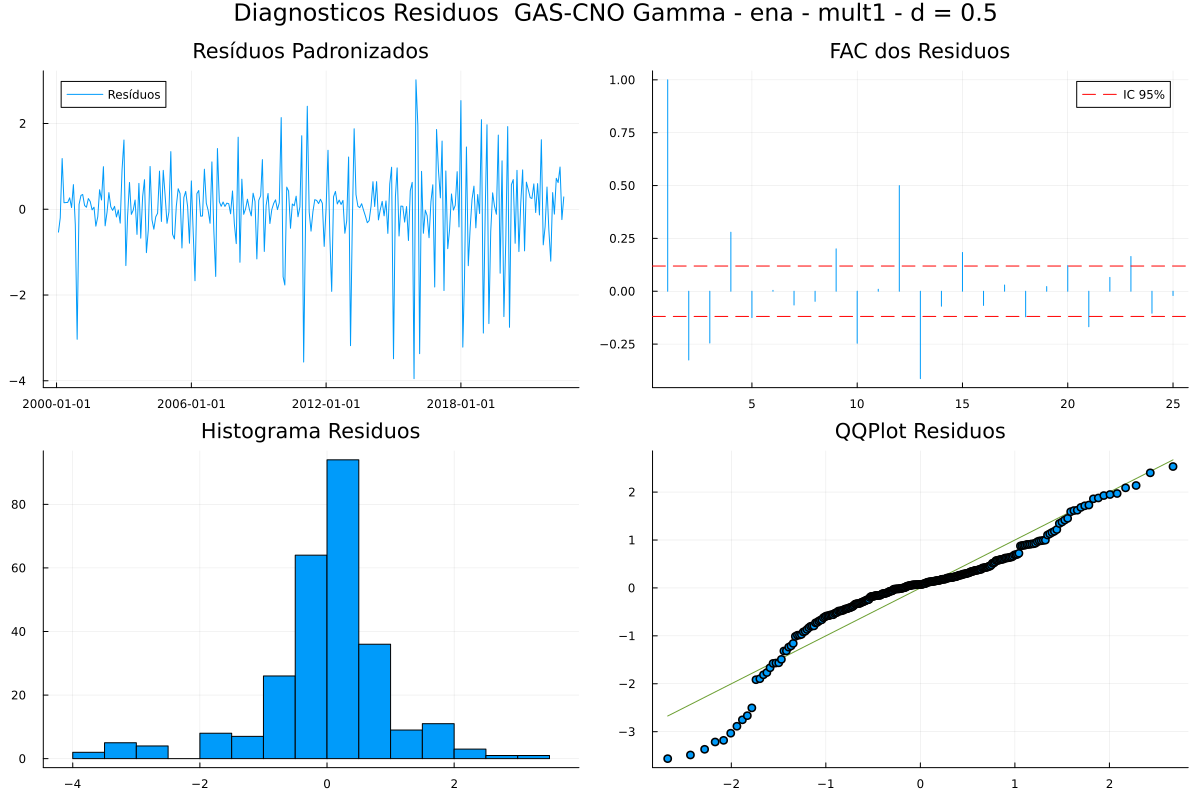 Diagnosticos Residuos  GAS-CNO Gamma - ena - mult1 - d = 0.5
Resíduos Padronizados
Resíduos
2
0
−2
−4
2000-01-01 2006-01-01 2012-01-01 2018-01-01
FAC dos Residuos
IC 95%
1.00
0.75
0.50
0.25
0.00
−0.25
5 10 15 20 25
Histograma Residuos
80
60
40
20
0
−4 −2 0 2
QQPlot Residuos
2
1
0
−1
−2
−3
−2 −1 0 1 2